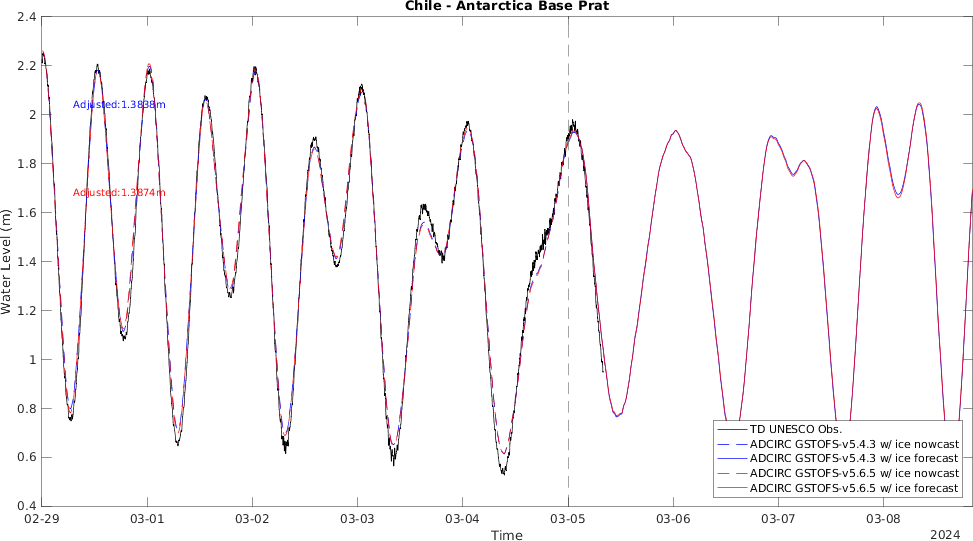 Chile - Antarctica Base Prat
2.4
2.2
2
1.8
1.6
1.4
1.2
1
0.8
0.6
0.4
Water Level (m)
Adjusted:1.3838m
Adjusted:1.3874m
TD UNESCO Obs.
ADCIRC GSTOFS-v5.4.3 w/ ice nowcast
ADCIRC GSTOFS-v5.4.3 w/ ice forecast
ADCIRC GSTOFS-v5.6.5 w/ ice nowcast
ADCIRC GSTOFS-v5.6.5 w/ ice forecast
02-29 03-01 03-02 03-03 03-04 03-05 03-06 03-07 03-08
Time
2024